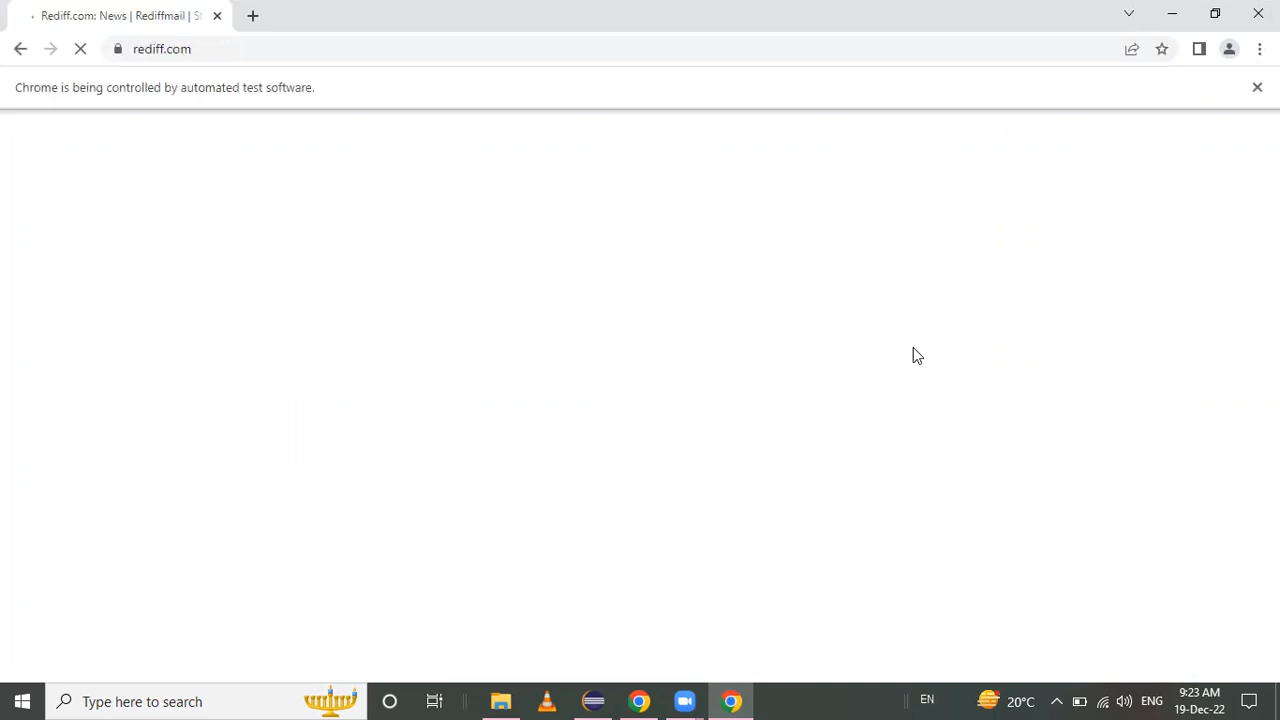 Rediff.com: News | Rediffmail | St
rediff.com
Chrome is being controlled by automated test software.
Type here to search
EN
20°C
ENG
9:23 AM
19-Dec-22